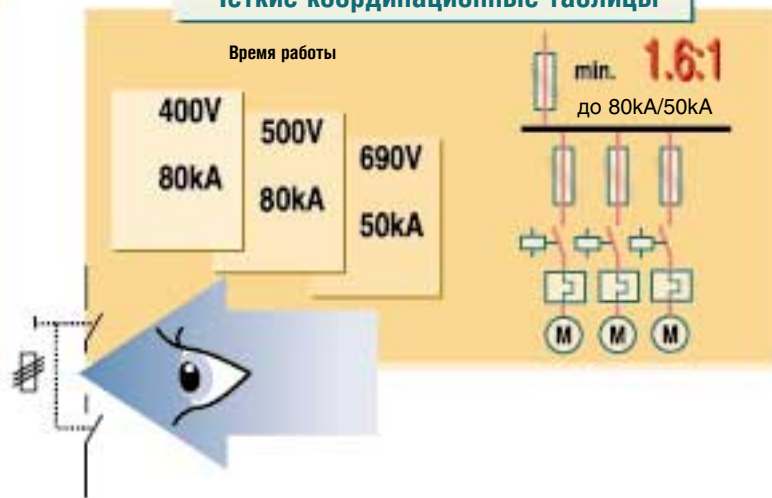 Четкие координационные таблицы
Время работы
400V
80kA
500V
80kA
690V
50kA
min. 1.6:1
до 80kA/50kA
M M M